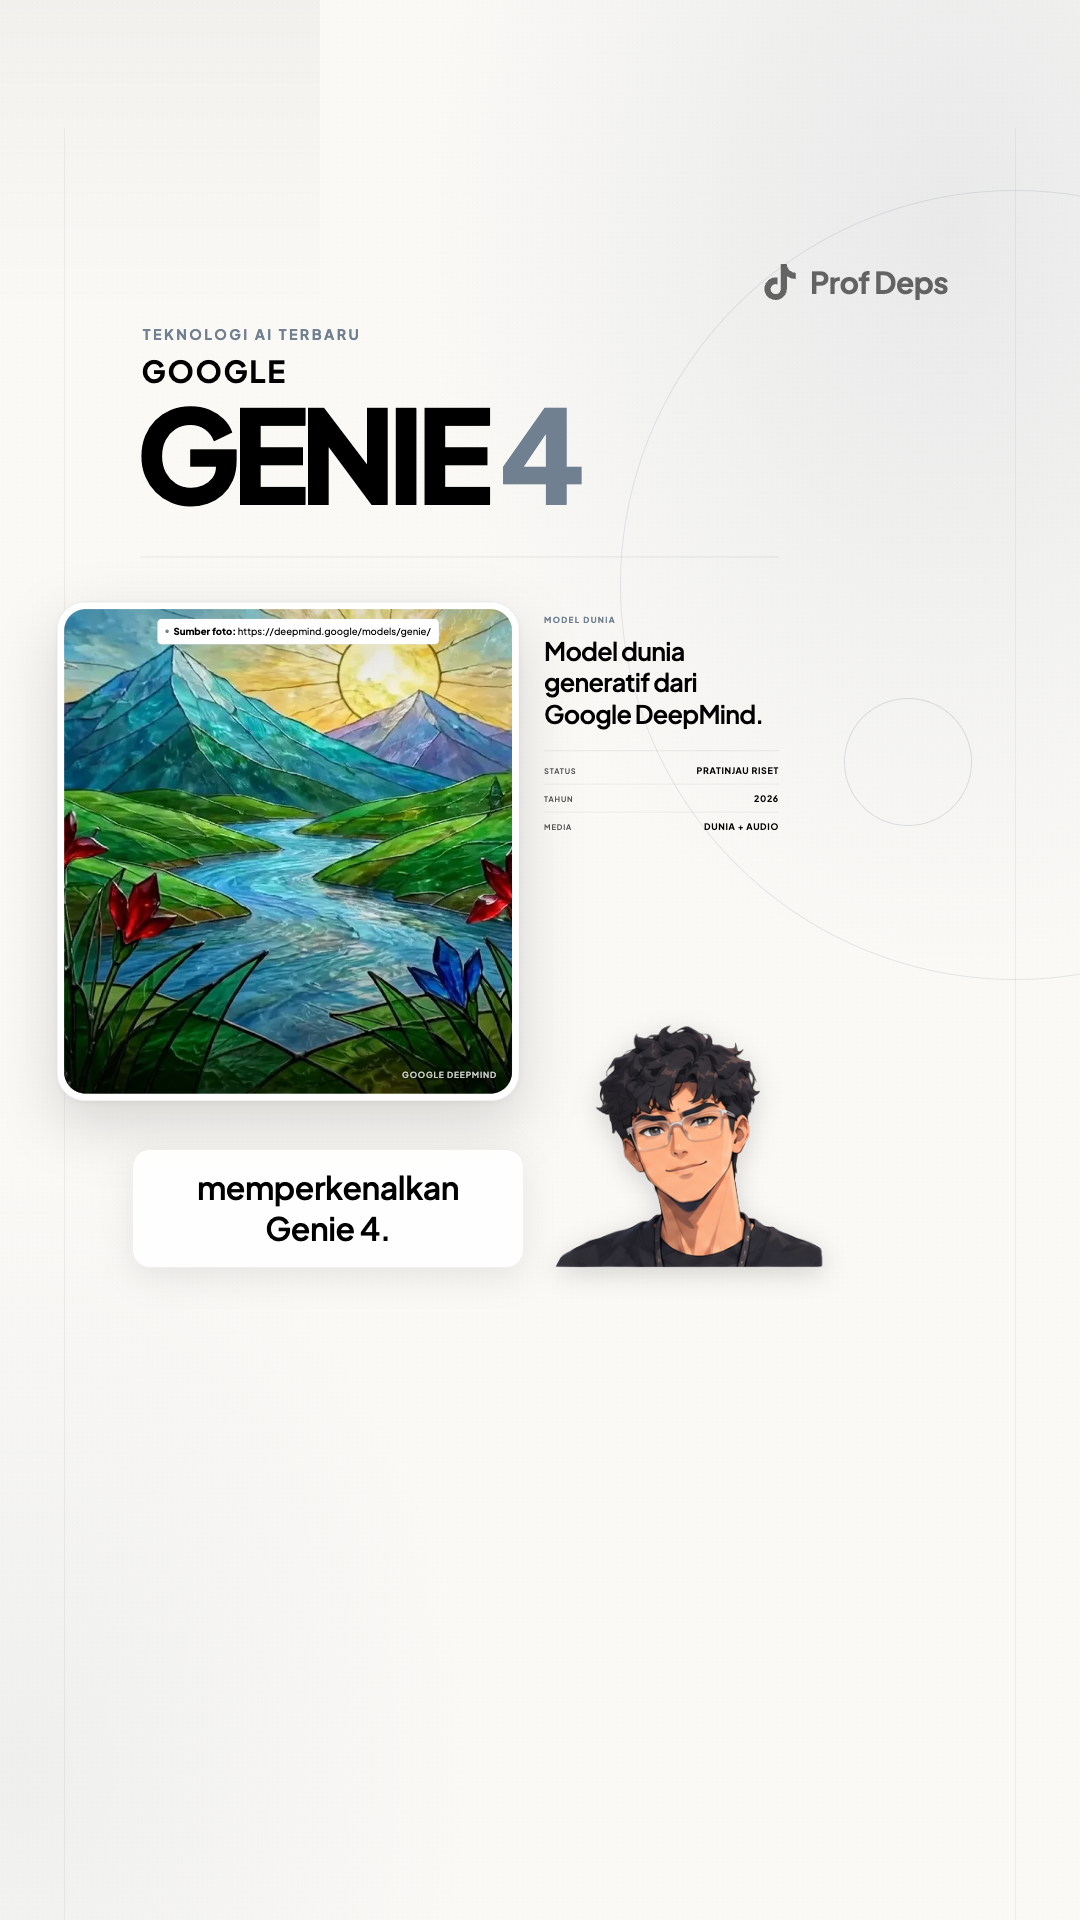 Prof Deps
TEKNOLOGI AI TERBARU
GOOGLE
GENIE 4
Sumber foto: https://deepmind.google/models/genie/
GOOGLE DEEPMIND
MODEL DUNIA
Model dunia
generatif dari
Google DeepMind.
STATUS PRATINJAU RISET
TAHUN 2026
MEDIA DUNIA + AUDIO
memperkenalkan
Genie 4.